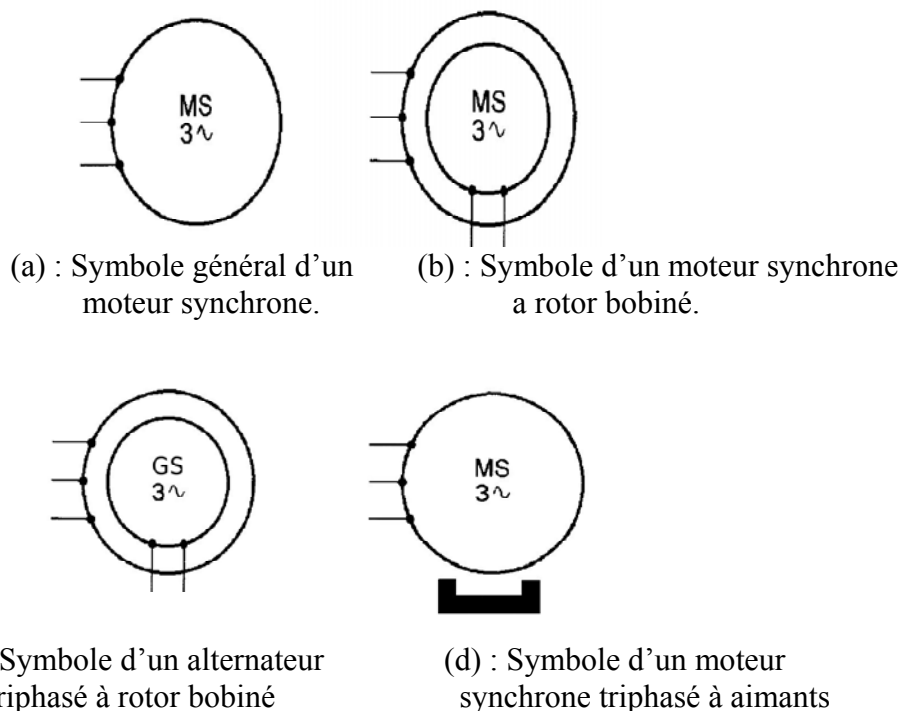 MS
3∿
MS
3∿
(a) : Symbole général d’un
moteur synchrone.
(b) : Symbole d’un moteur synchrone
a rotor bobiné.
GS
3∿
MS
3∿
Symbole d’un alternateur
riphasé à rotor bobiné
(d) : Symbole d’un moteur
synchrone triphasé à aimants